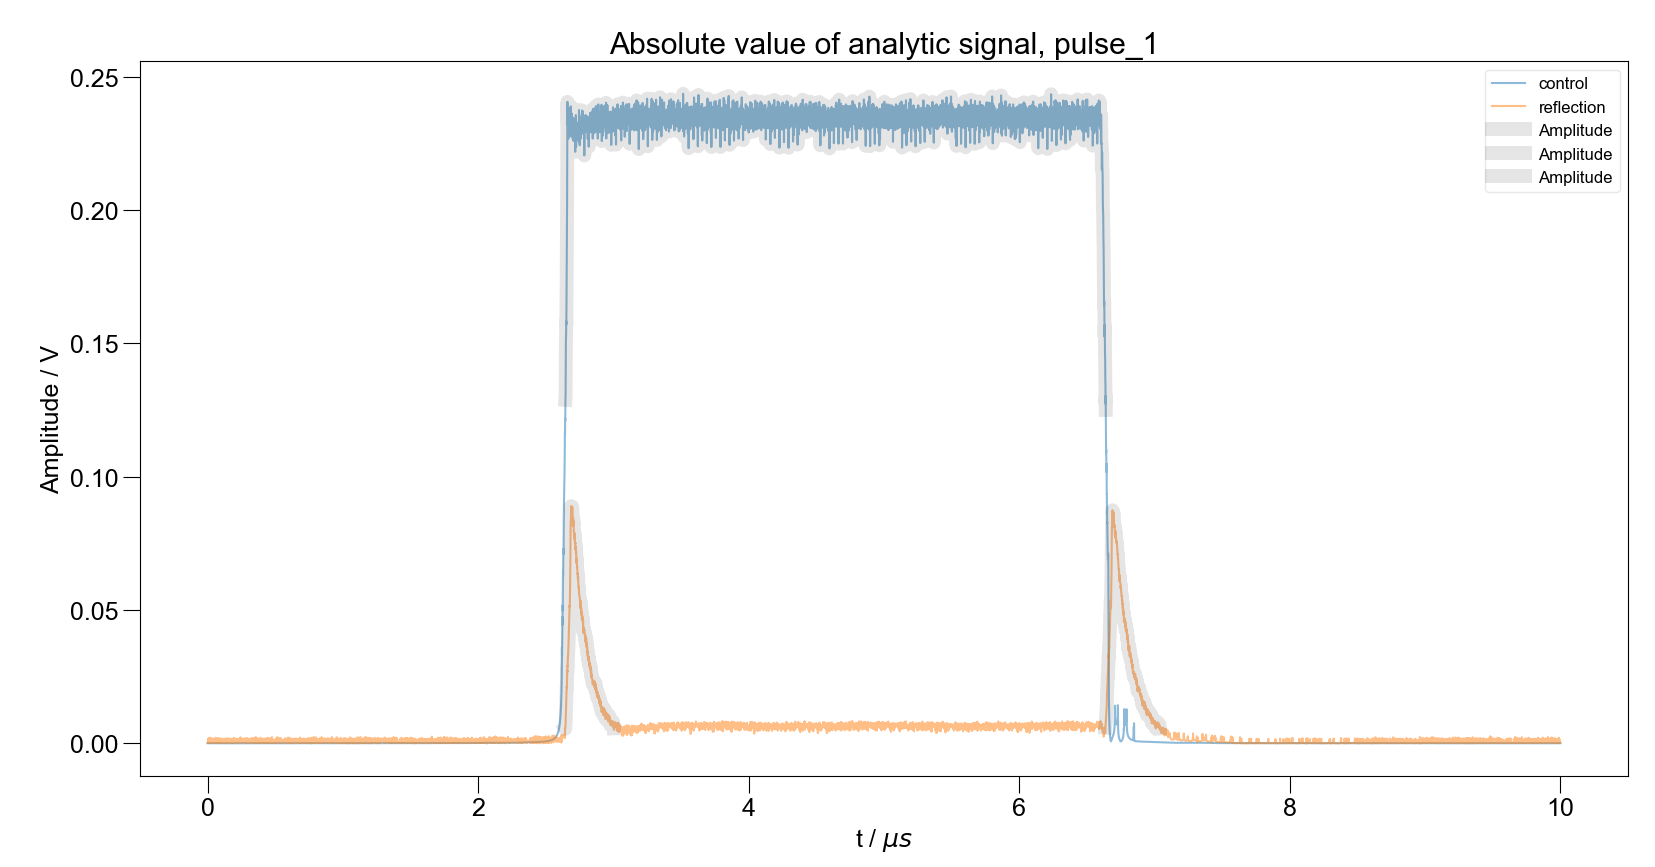 Absolute value of analytic signal, pulse_1
0.25
0.20
0.15
0.10
0.05
0.00
Amplitude / V
control
reflection
Amplitude
Amplitude
Amplitude
0 2 4 6 8 10
t / μs